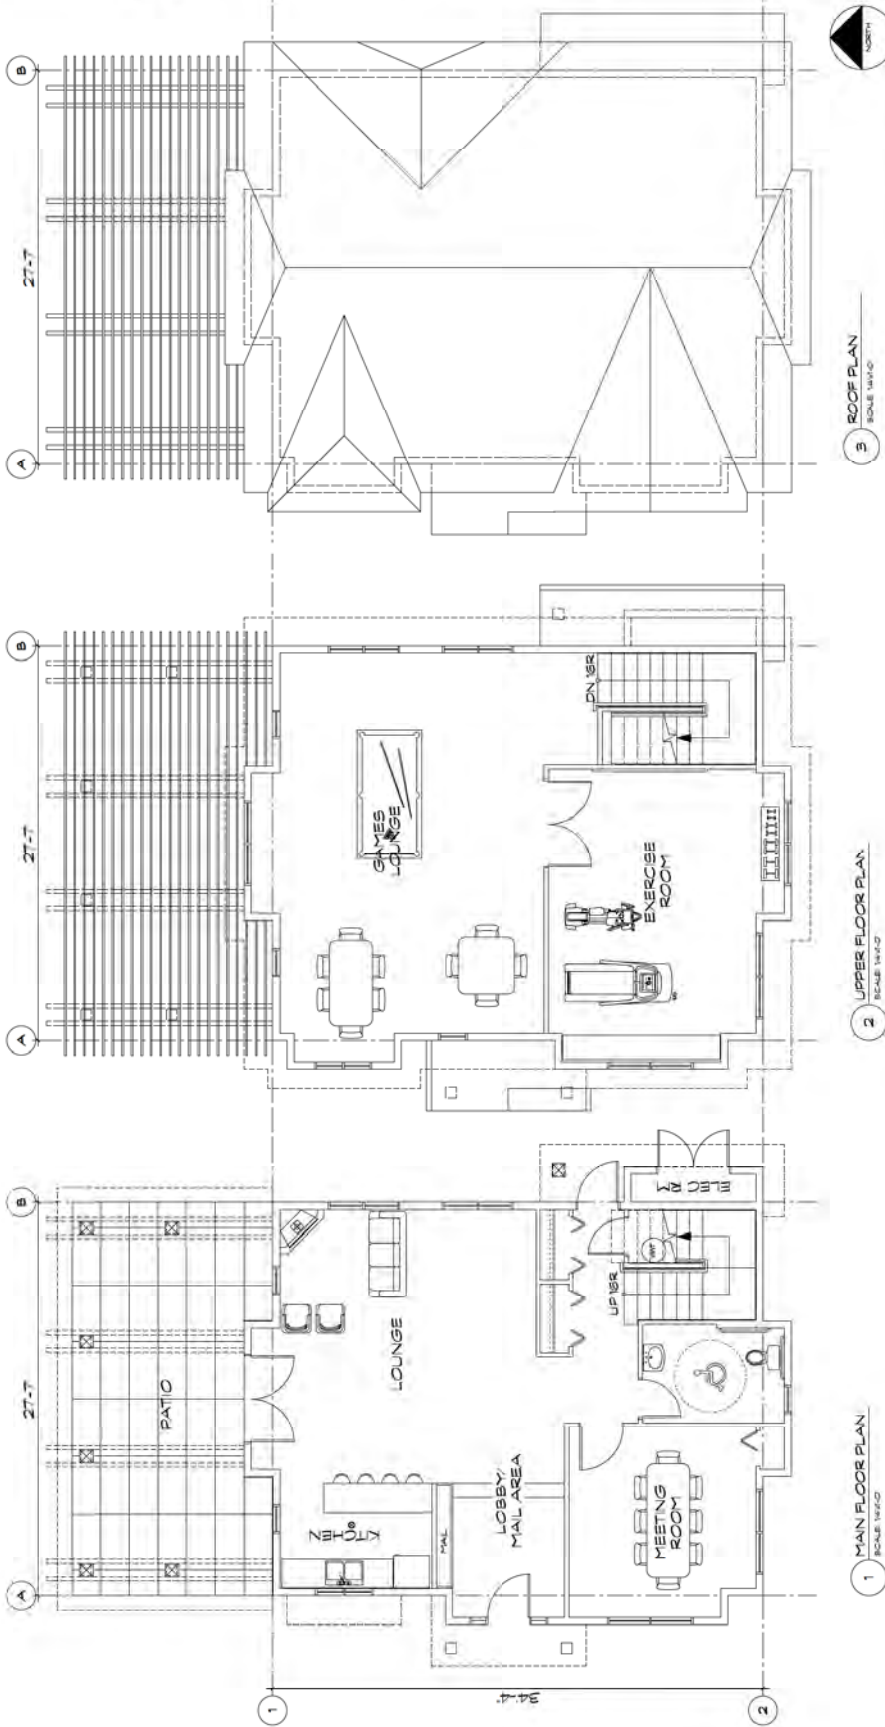 1
2
34'-4"
A
27'-7
B
PATIO
KITCHEN
LOUNGE
MAIL
LOBBY/
MAIL AREA
MEETING
ROOM
UP 16R
ELEC RM
1
MAIN FLOOR PLAN
A
27'-7
B
GAMES
LOUNGE
EXERCISE
ROOM
DN 16R
2
UPPER FLOOR PLAN
A
27'-7
B
3
ROOF PLAN
NORTH